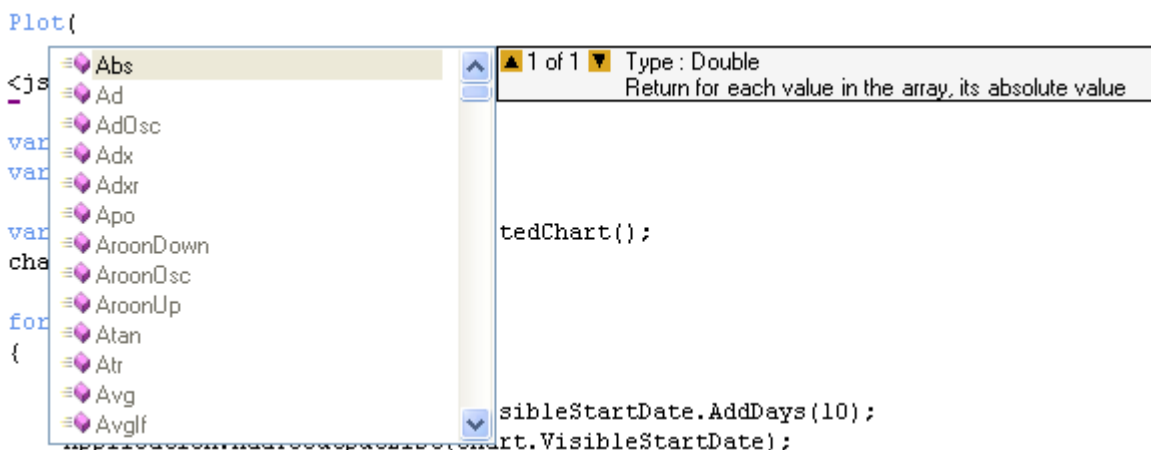 Plot(
Abs
1 of 1 Type : Double
Return for each value in the array, its absolute value
<js
Ad
AdOsc
var
Adx
var
Adxr
Apo
var
AroonDown
tedChart();
cha
AroonOsc
AroonUp
for
Atan
{
Atr
Avg
sibleStartDate.AddDays(10);
AvgIf
rt.VisibleStartDate);